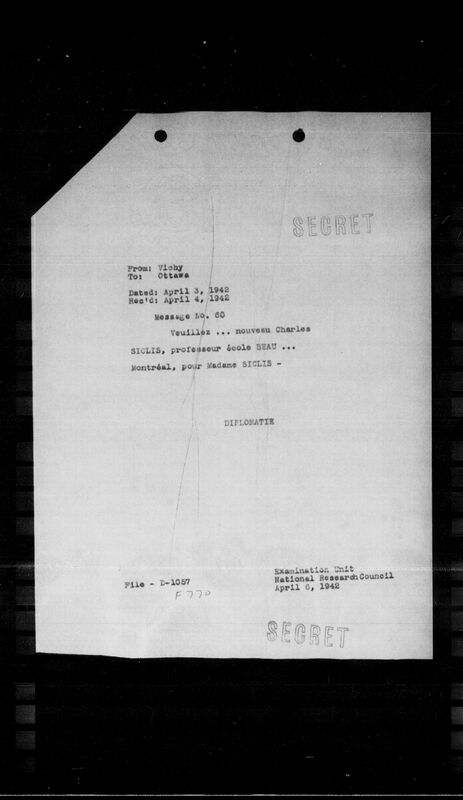 SECRET
From: Vichy
To: Ottawa
Dated: April 3, 1942
Rec'd: April 4, 1942
Message No. 60
Veuillez ... nouveau Charles
SICLIS, professeur école BEAU ...
Montréal, pour Madame SICLIS -
DIPLOMATIE
Examination Unit
National Research Council
April 6, 1942
File - D-1057
F 770
SECRET